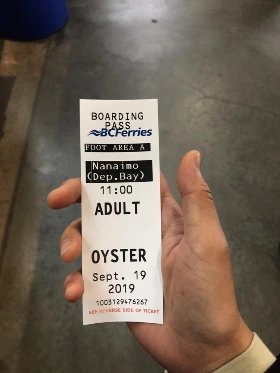 BOARDING
PASS
BCFerries
FOOT AREA A
Nanaimo
(Dep.Bay)
11:00
ADULT
OYSTER
Sept. 19
2019
1003129476267
SEE REVERSE SIDE OF TICKET